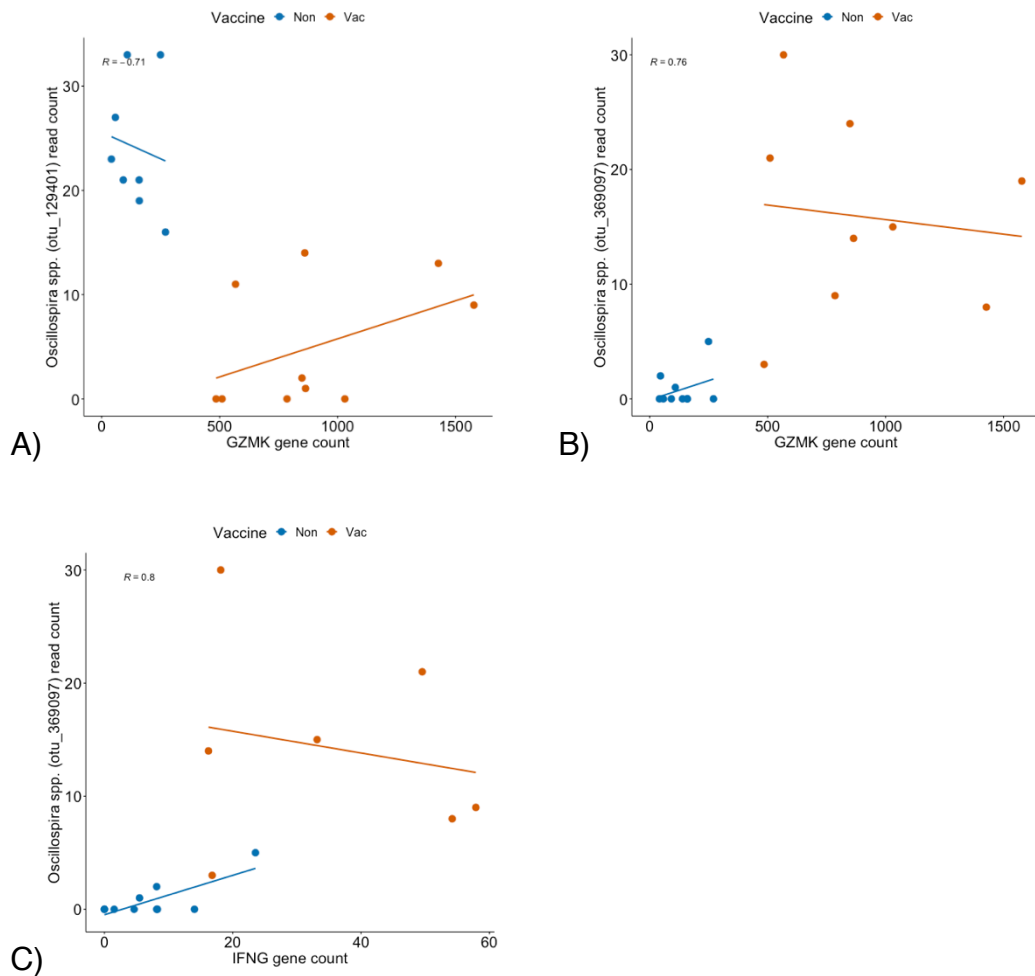 Vaccine Non Vac
R = −0.71
30
20
10
0
0 500 1000 1500
GZMK gene count
Oscillospira spp. (otu_129401) read count
A)
Vaccine Non Vac
R = 0.76
30
20
10
0
0 500 1000 1500
GZMK gene count
Oscillospira spp. (otu_369097) read count
B)
Vaccine Non Vac
R = 0.8
30
20
10
0
0 20 40 60
IFNG gene count
Oscillospira spp. (otu_369097) read count
C)